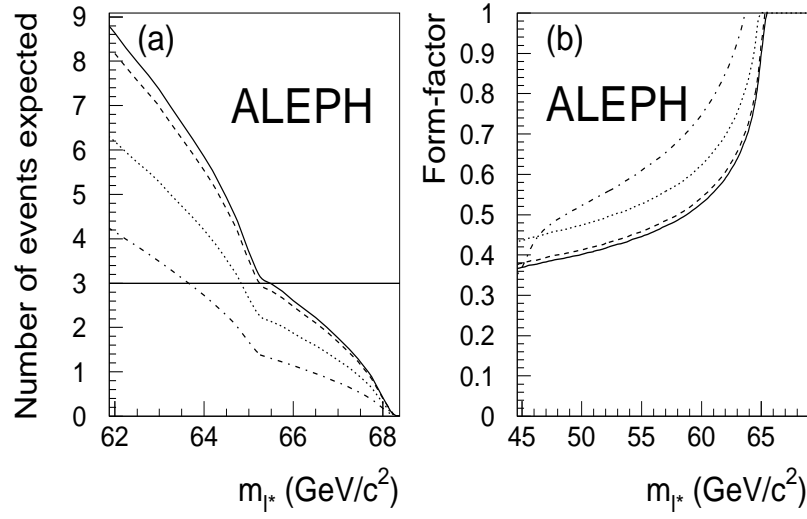 Number of events expected
9
8
7
6
5
4
3
2
1
0
(a)
ALEPH
62 64 66 68
m_l* (GeV/c²)
Form-factor
1
0.9
0.8
0.7
0.6
0.5
0.4
0.3
0.2
0.1
0
(b)
ALEPH
45 50 55 60 65
m_l* (GeV/c²)